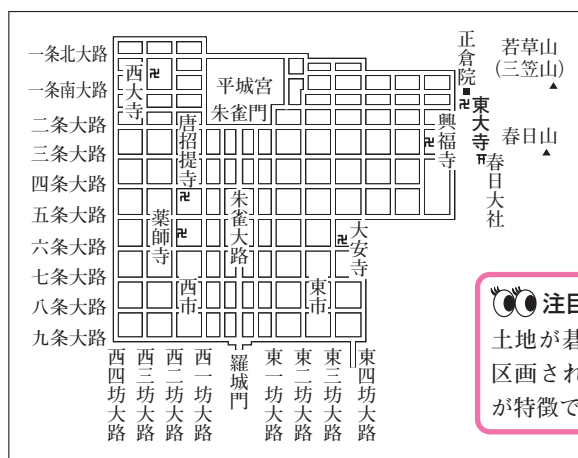 一条北大路
一条南大路
二条大路
三条大路
四条大路
五条大路
六条大路
七条大路
八条大路
九条大路
西大寺
平城宮
朱雀門
唐招提寺
薬師寺
西市
朱雀大路
東市
大安寺
興福寺
正倉院
東大寺
春日大社
若草山
(三笠山)
春日山
西四坊大路
西三坊大路
西二坊大路
西一坊大路
羅城門
東一坊大路
東二坊大路
東三坊大路
東四坊大路
注目
土地が碁
区画され
が特徴で